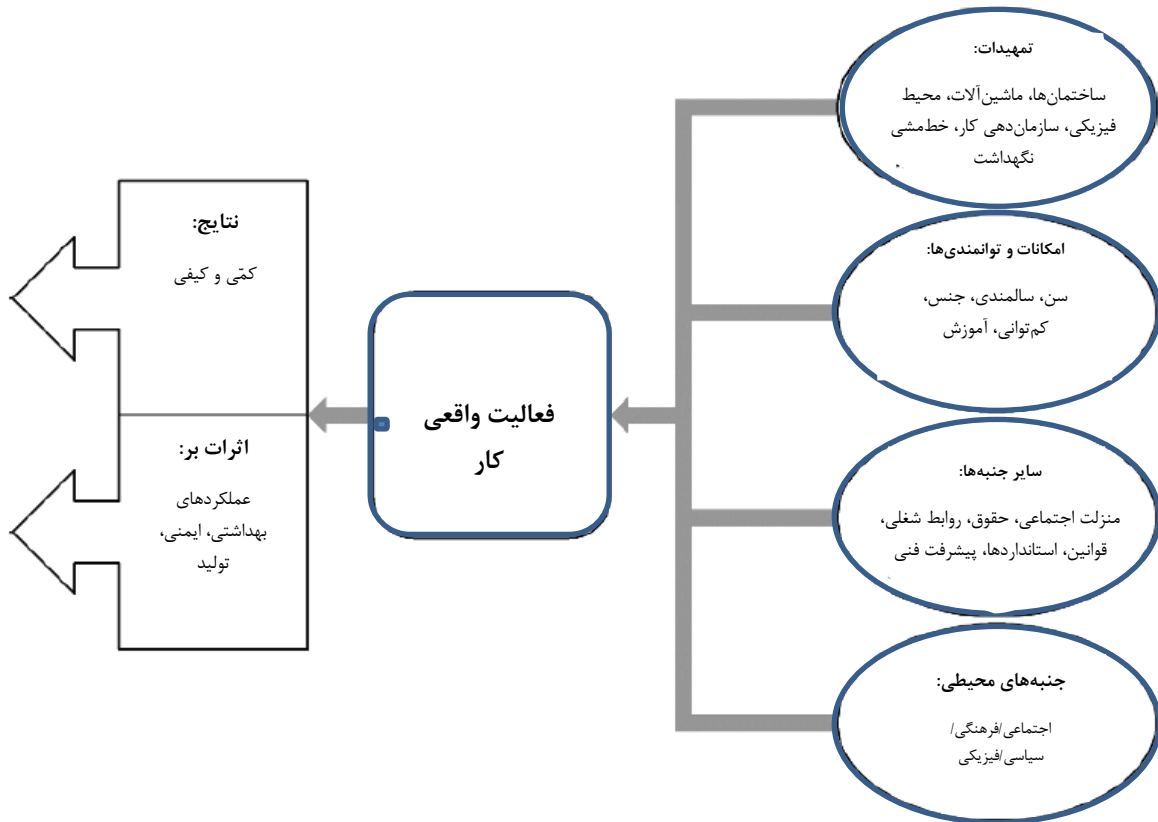 تمهیدات:
ساختمان‌ها، ماشین‌آلات، محیط
فیزیکی، سازمان‌دهی کار، خط‌مشی
نگهداشت
امکانات و توانمندی‌ها:
سن، سالمندی، جنس،
کم‌توانی، آموزش
سایر جنبه‌ها:
منزلت اجتماعی، حقوق، روابط شغلی،
قوانین، استانداردها، پیشرفت فنی
جنبه‌های محیطی:
اجتماعی/فرهنگی/
سیاسی/فیزیکی
فعالیت واقعی
کار
نتایج:
کمّی و کیفی
اثرات بر:
عملکردهای
بهداشتی، ایمنی،
تولید